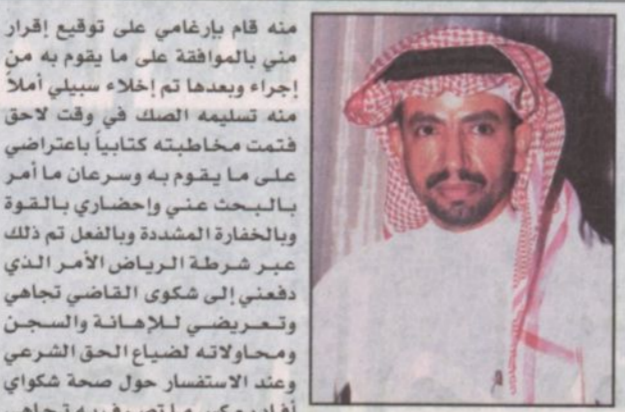 منه قام بإرغامي على توقيع إقرار
مني بالموافقة على ما يقوم به من
إجراء وبعدها تم إخلاء سبيلي أملاً
منه تسليمه الصك في وقت لاحق
فتمت مخاطبته كتابياً باعتراضي
على ما يقوم به وسرعان ما أمر
بالبحث عني وإحضاري بالقوة
وبالخفارة المشددة وبالفعل تم ذلك
عبر شرطة الرياض الأمر الذي
دفعني إلى شكوى القاضي تجاهي
وتعريضي للإهانة والسجن
ومحاولاته لضياع الحق الشرعي
وعند الاستفسار حول صحة شكواي